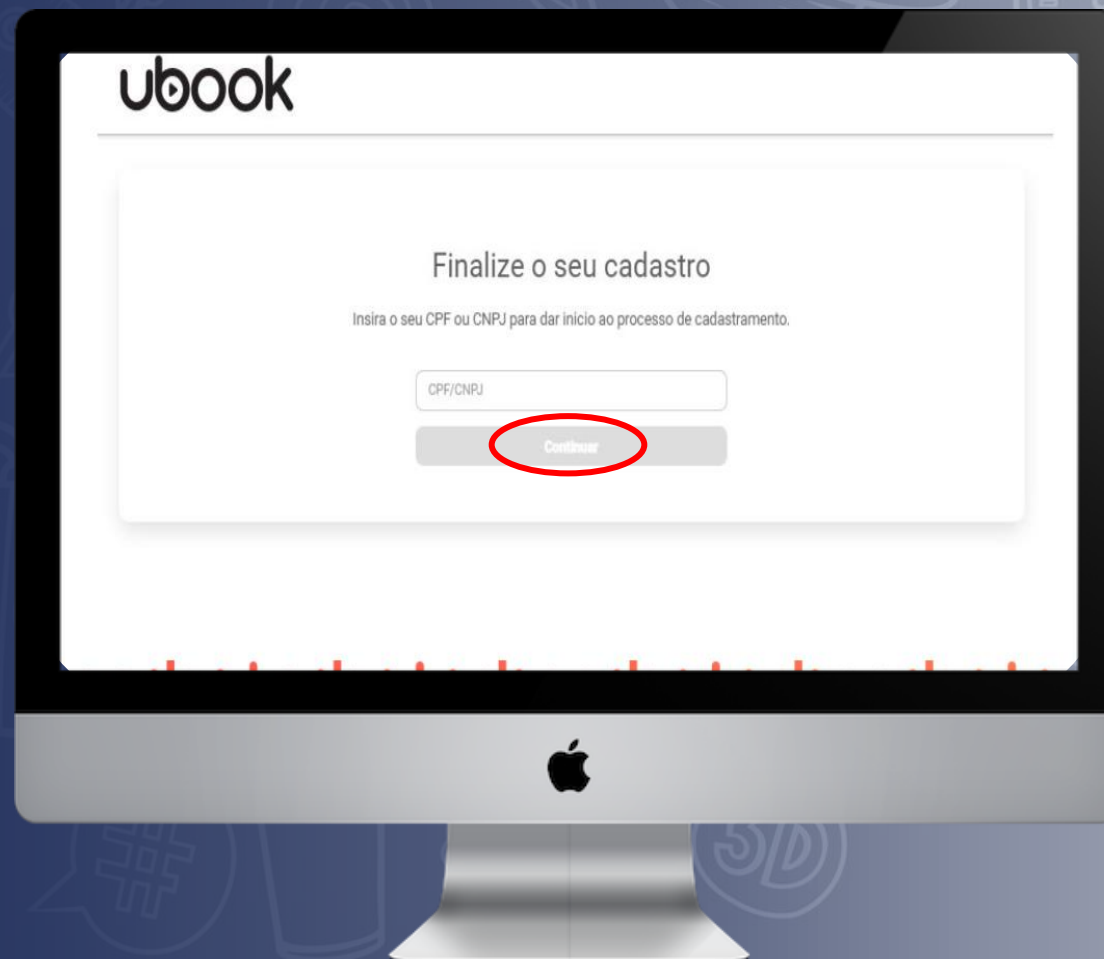 ubook
Finalize o seu cadastro
Insira o seu CPF ou CNPJ para dar inicio ao processo de cadastramento.
CPF/CNPJ
Continuar
#
3D